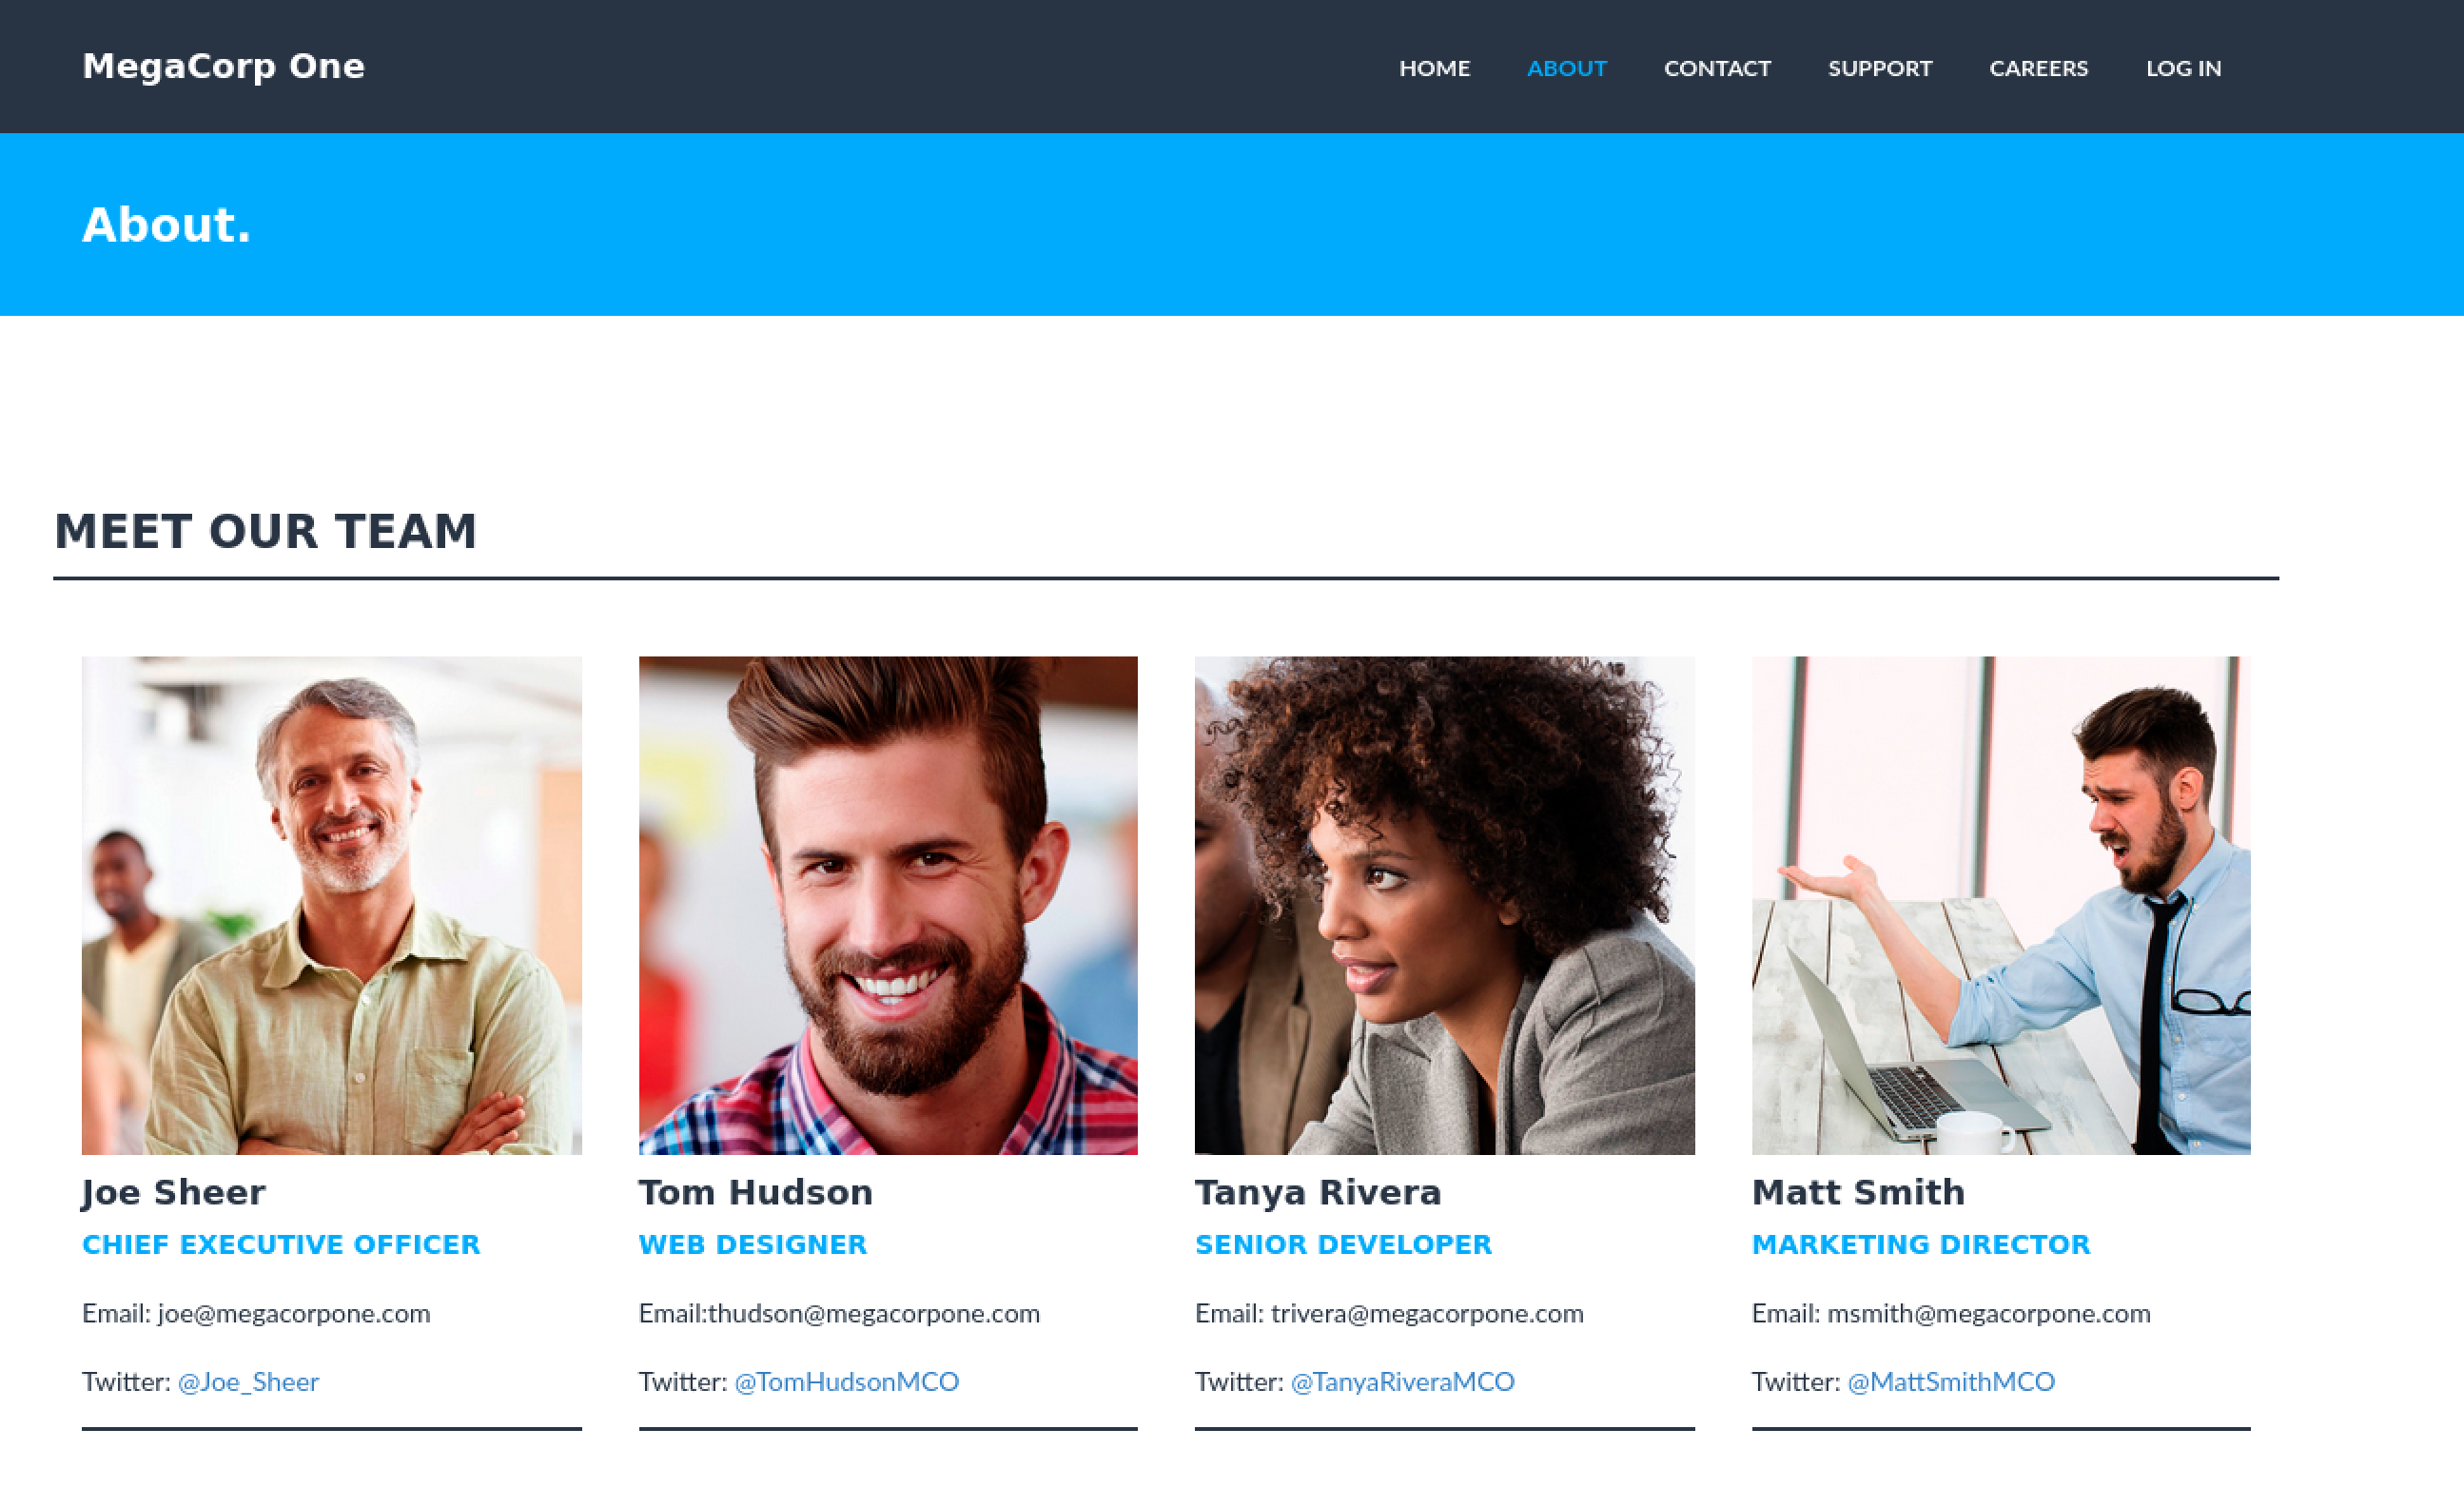 MegaCorp One
HOME ABOUT CONTACT SUPPORT CAREERS LOG IN
About.
MEET OUR TEAM
Joe Sheer
CHIEF EXECUTIVE OFFICER
Email: joe@megacorpone.com
Twitter: @Joe_Sheer
Tom Hudson
WEB DESIGNER
Email:thudson@megacorpone.com
Twitter: @TomHudsonMCO
Tanya Rivera
SENIOR DEVELOPER
Email: trivera@megacorpone.com
Twitter: @TanyaRiveraMCO
Matt Smith
MARKETING DIRECTOR
Email: msmith@megacorpone.com
Twitter: @MattSmithMCO